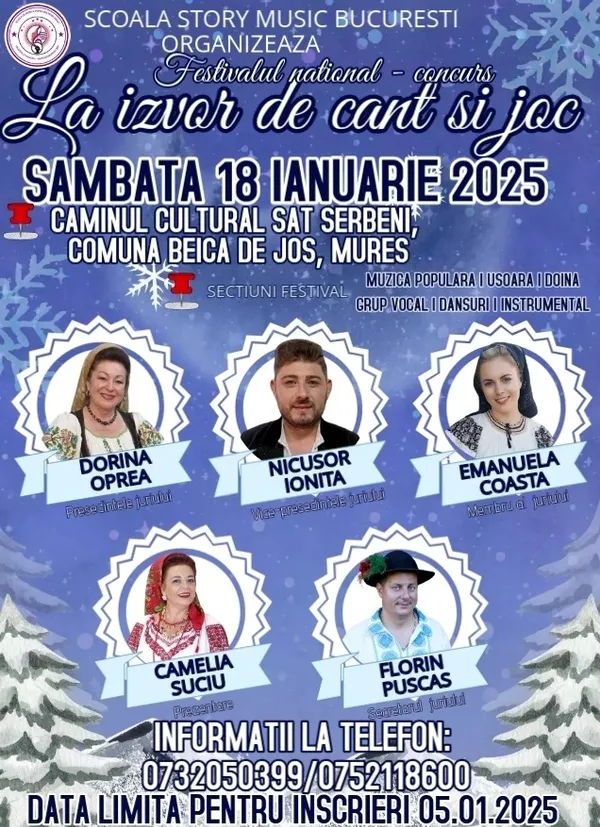 SCOALA STORY MUSIC BUCURESTI
ORGANIZEAZA
Festivalul national - concurs
La izvor de cant si joc
SAMBATA 18 IANUARIE 2025
CAMINUL CULTURAL SAT SERBENI,
COMUNA BEICA DE JOS, MURES
SECTIUNI FESTIVAL
MUZICA POPULARA I USOARA I DOINA
GRUP VOCAL I DANSURI I INSTRUMENTAL
DORINA
OPREA
Presedintele juriului
NICUSOR
IONITA
Vice-presedintele juriului
EMANUELA
COASTA
Membru al juriului
CAMELIA
SUCIU
Prezentare
FLORIN
PUSCAS
Secretarul juriului
INFORMATII LA TELEFON:
0732050399/0752118600
DATA LIMITA PENTRU INSCRIERI 05.01.2025